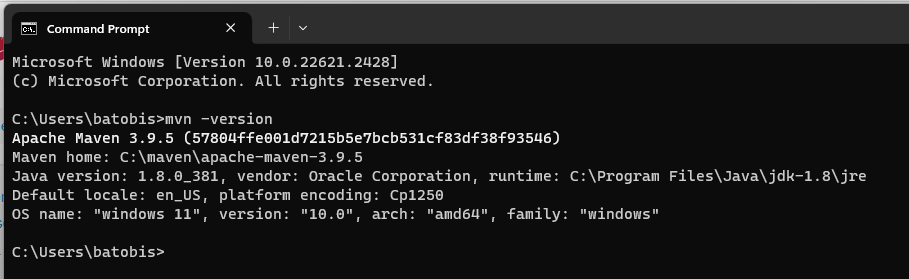 Command Prompt
Microsoft Windows [Version 10.0.22621.2428]
(c) Microsoft Corporation. All rights reserved.
C:\Users\batobis>mvn -version
Apache Maven 3.9.5 (57804ffe001d7215b5e7bcb531cf83df38f93546)
Maven home: C:\maven\apache-maven-3.9.5
Java version: 1.8.0_381, vendor: Oracle Corporation, runtime: C:\Program Files\Java\jdk-1.8\jre
Default locale: en_US, platform encoding: Cp1250
OS name: "windows 11", version: "10.0", arch: "amd64", family: "windows"
C:\Users\batobis>